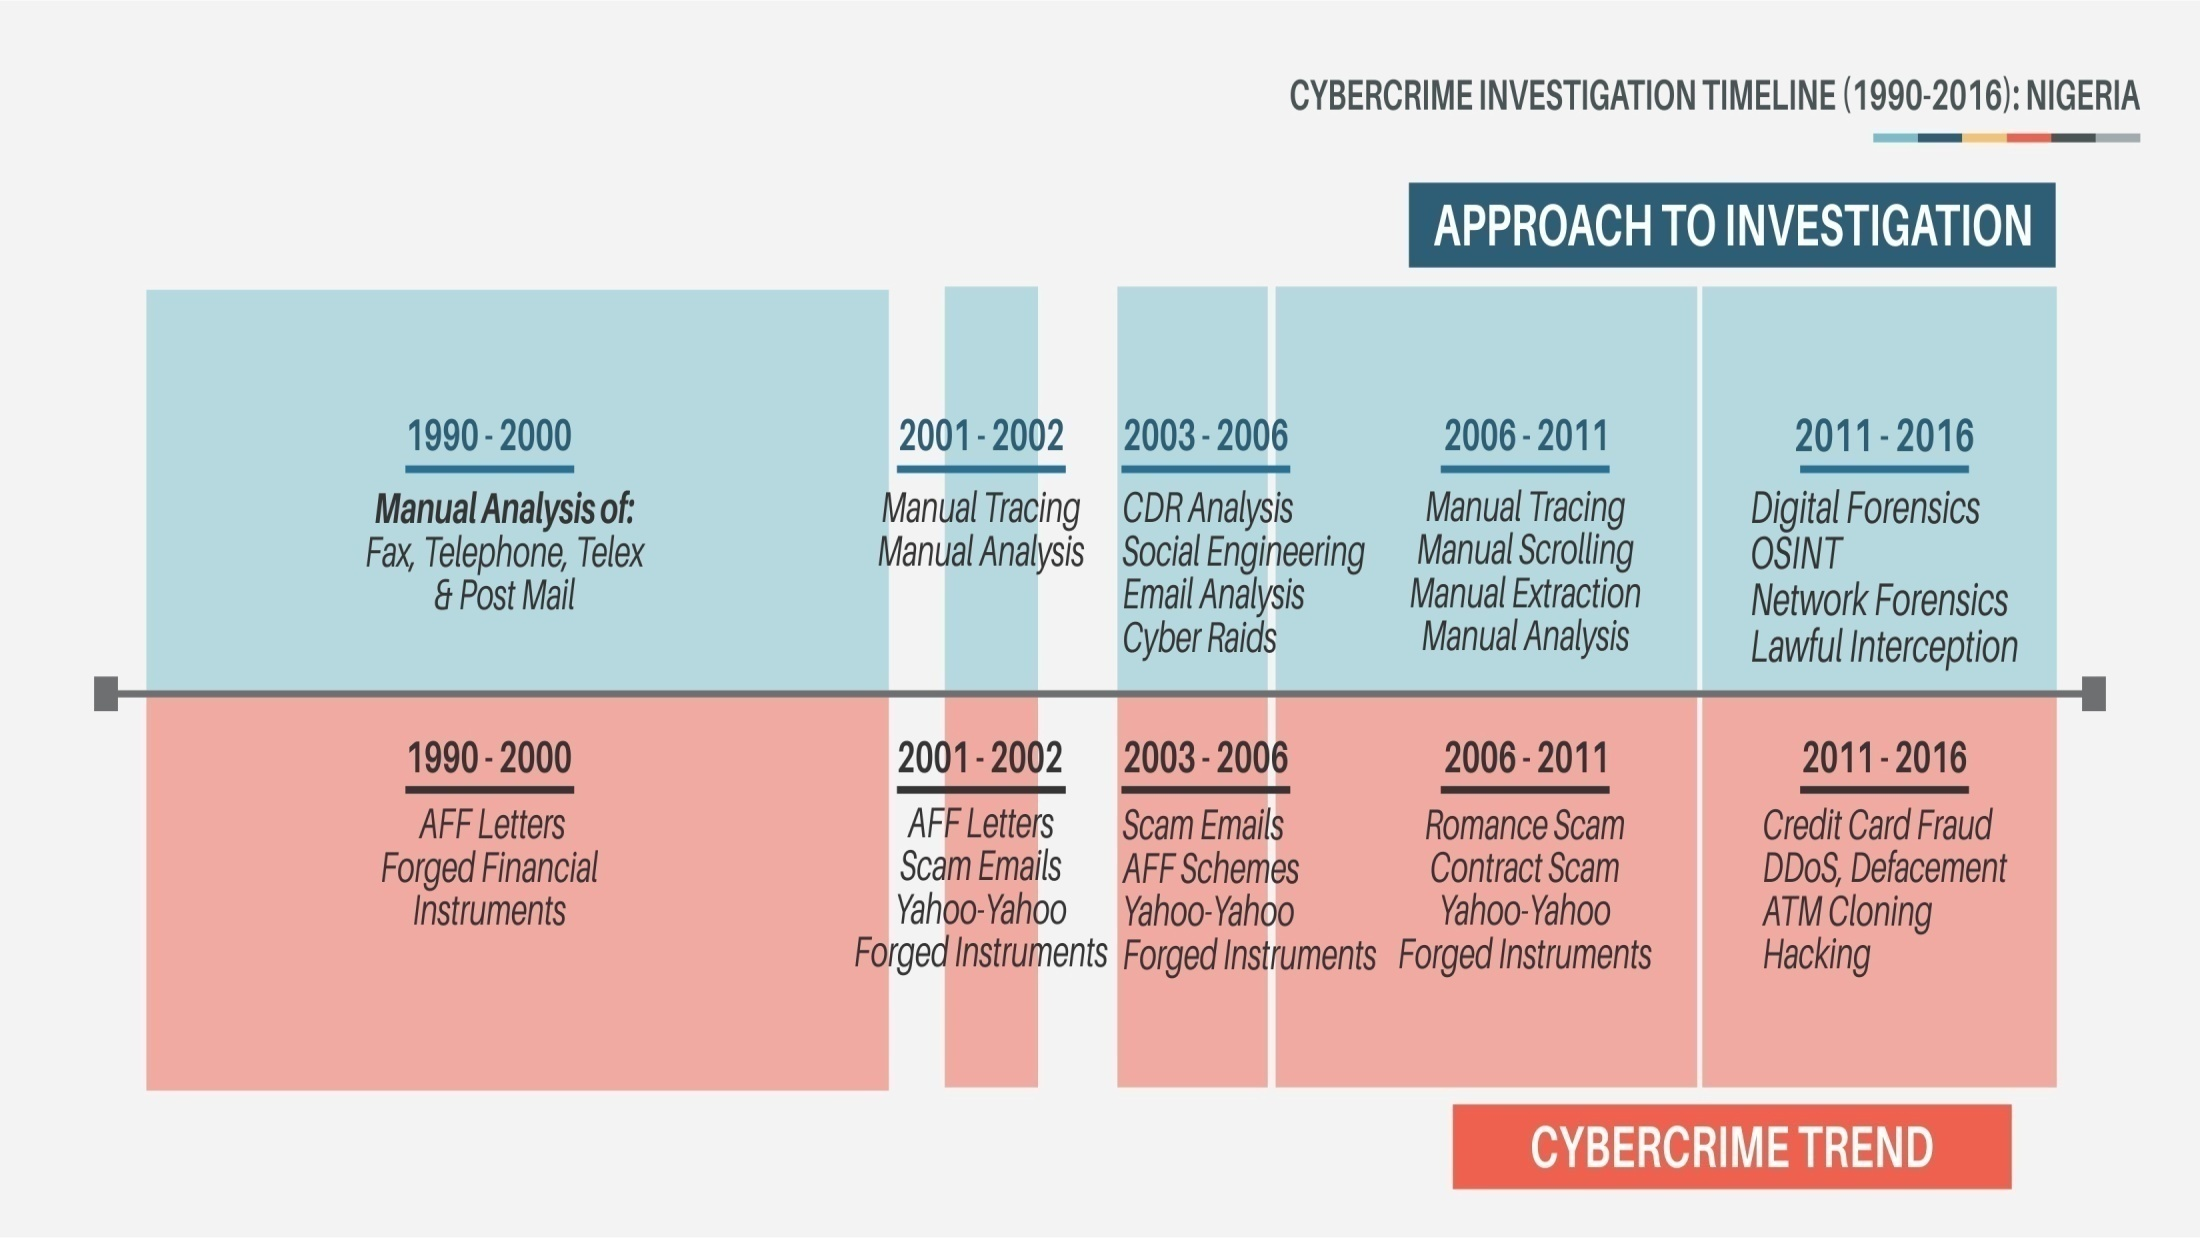 CYBERCRIME INVESTIGATION TIMELINE (1990-2016): NIGERIA
APPROACH TO INVESTIGATION
1990 - 2000
Manual Analysis of:
Fax, Telephone, Telex
& Post Mail
2001 - 2002
Manual Tracing
Manual Analysis
2003 - 2006
CDR Analysis
Social Engineering
Email Analysis
Cyber Raids
2006 - 2011
Manual Tracing
Manual Scrolling
Manual Extraction
Manual Analysis
2011 - 2016
Digital Forensics
OSINT
Network Forensics
Lawful Interception
1990 - 2000
AFF Letters
Forged Financial
Instruments
2001 - 2002
AFF Letters
Scam Emails
Yahoo-Yahoo
Forged Instruments
2003 - 2006
Scam Emails
AFF Schemes
Yahoo-Yahoo
Forged Instruments
2006 - 2011
Romance Scam
Contract Scam
Yahoo-Yahoo
Forged Instruments
2011 - 2016
Credit Card Fraud
DDoS, Defacement
ATM Cloning
Hacking
CYBERCRIME TREND